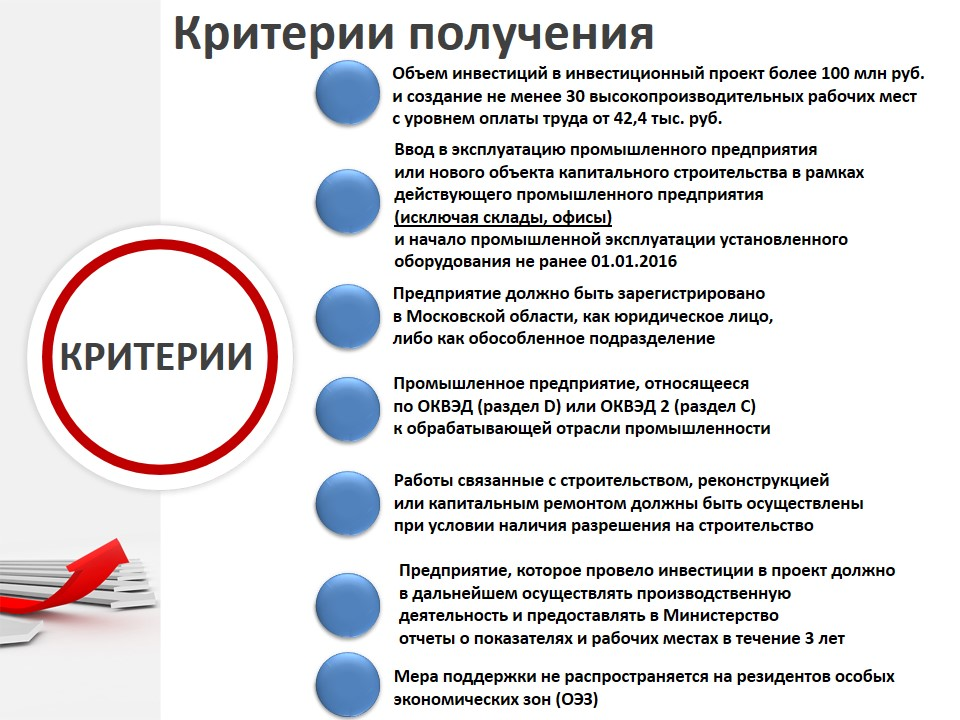 Критерии получения
Объем инвестиций в инвестиционный проект более 100 млн руб.
и создание не менее 30 высокопроизводительных рабочих мест
с уровнем оплаты труда от 42,4 тыс. руб.
Ввод в эксплуатацию промышленного предприятия
или нового объекта капитального строительства в рамках
действующего промышленного предприятия
(исключая склады, офисы)
и начало промышленной эксплуатации установленного
оборудования не ранее 01.01.2016
Предприятие должно быть зарегистрировано
в Московской области, как юридическое лицо,
либо как обособленное подразделение
КРИТЕРИИ
Промышленное предприятие, относящееся
по ОКВЭД (раздел D) или ОКВЭД 2 (раздел С)
к обрабатывающей отрасли промышленности
Работы связанные с строительством, реконструкцией
или капитальным ремонтом должны быть осуществлены
при условии наличия разрешения на строительство
Предприятие, которое провело инвестиции в проект должно
в дальнейшем осуществлять производственную
деятельность и предоставлять в Министерство
отчеты о показателях и рабочих местах в течение 3 лет
Мера поддержки не распространяется на резидентов особых
экономических зон (ОЭЗ)